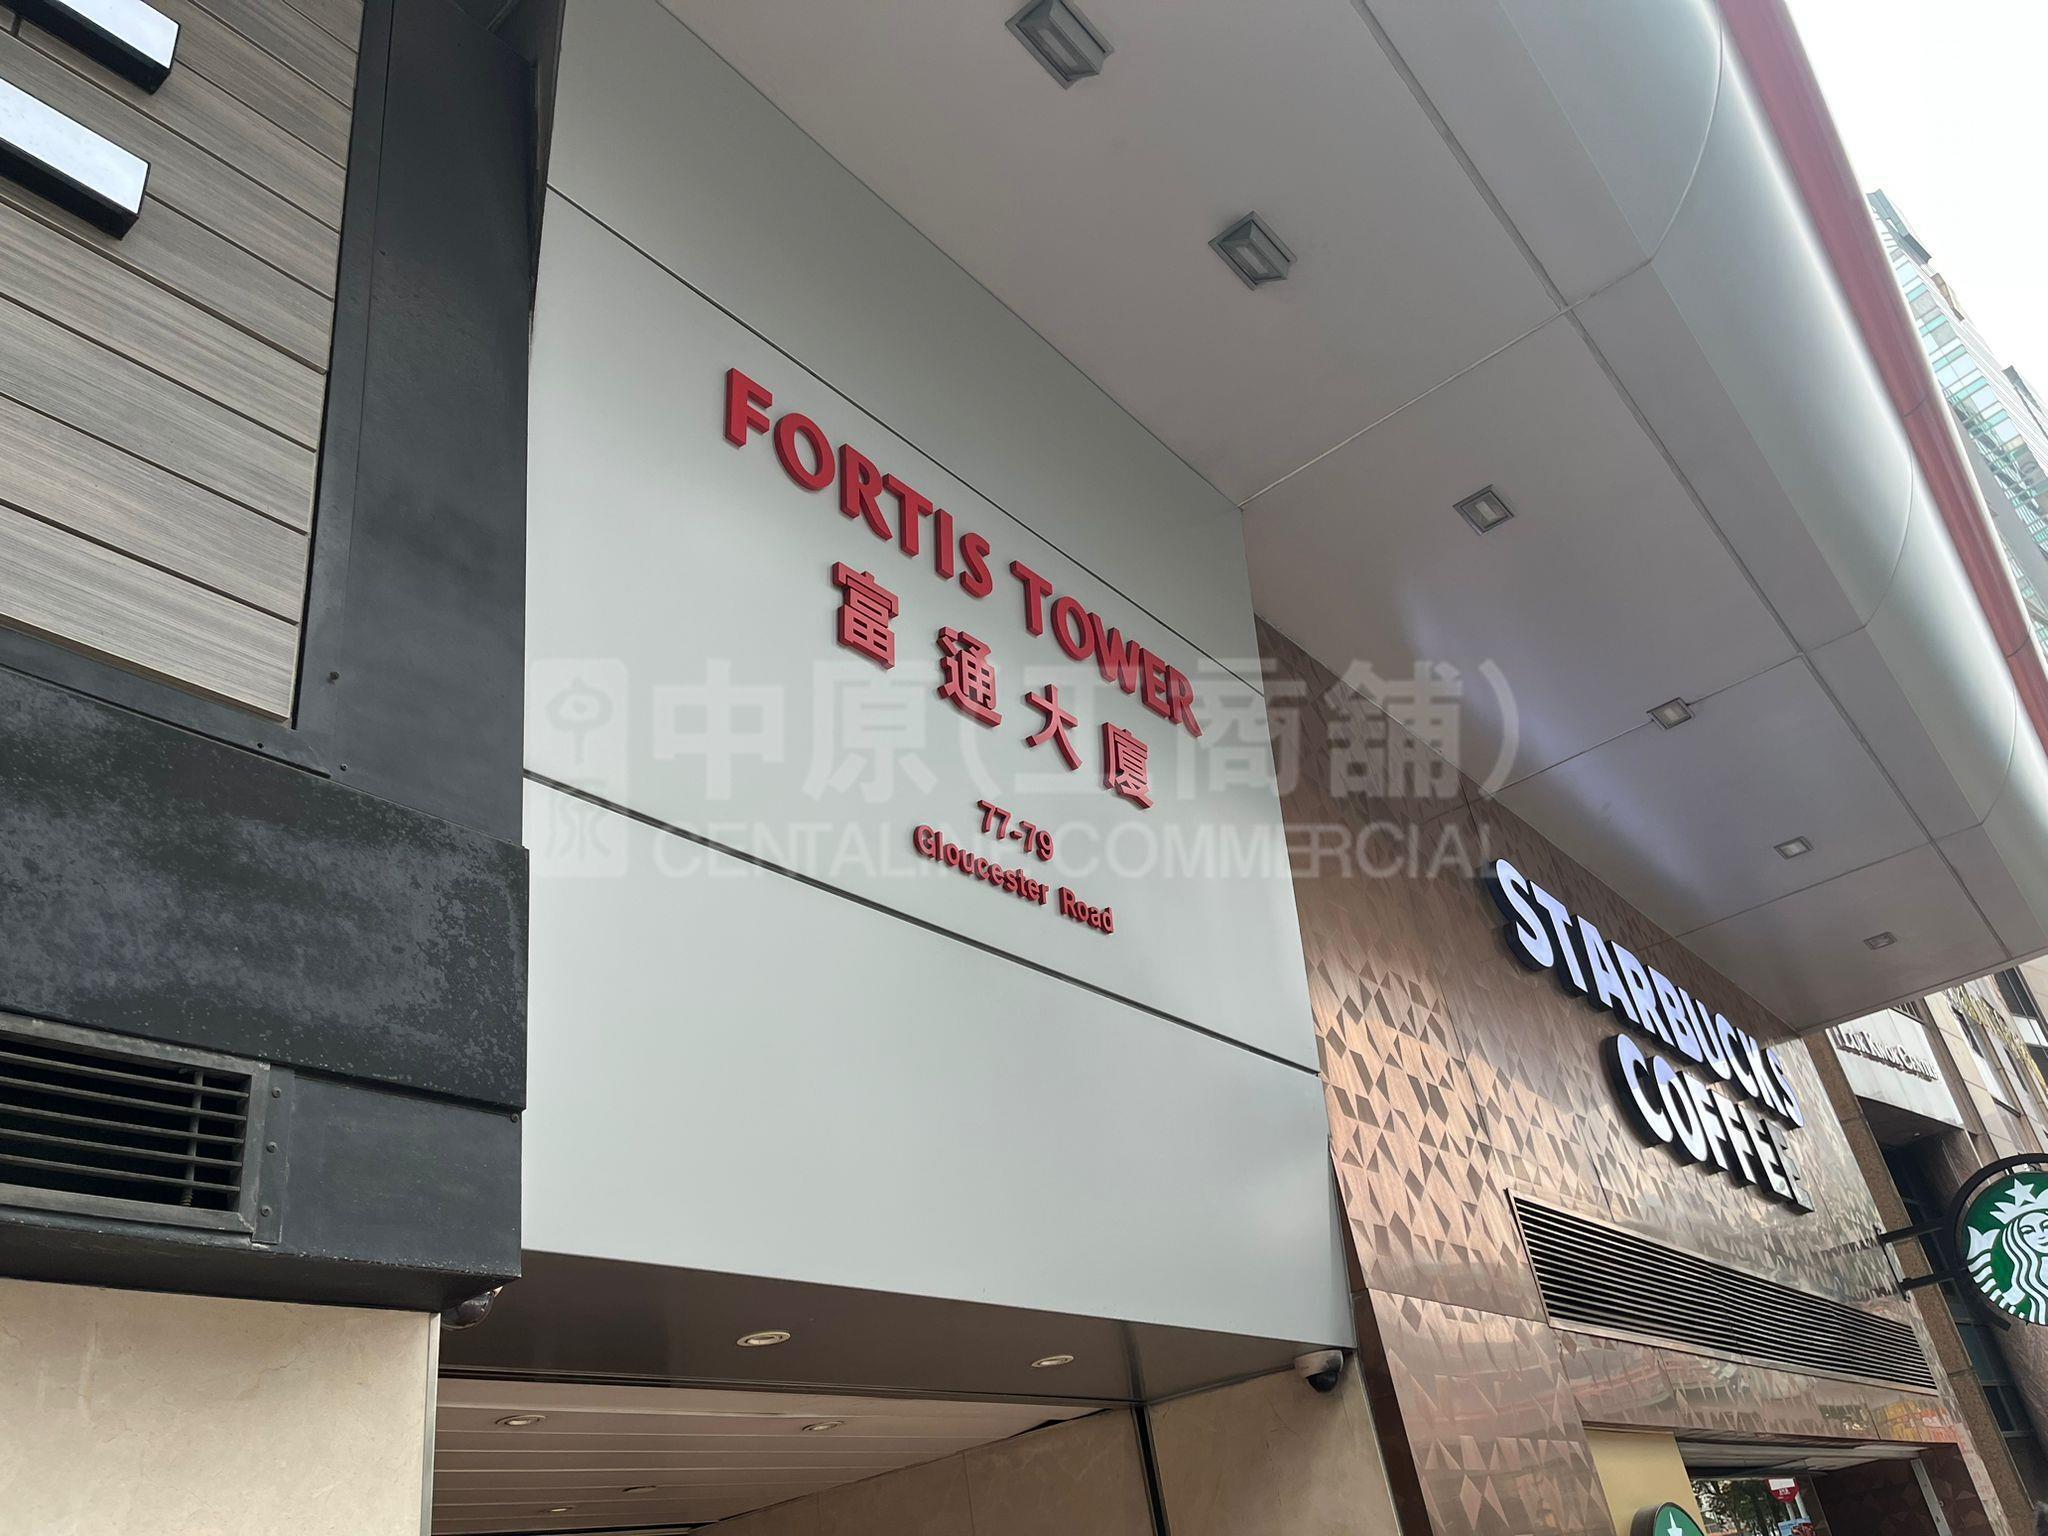 FORTIS TOWER
富通大廈
77-79
Gloucester Road
中原(工商舖)
CENTALINE COMMERCIAL
STARBUCKS
COFFEE